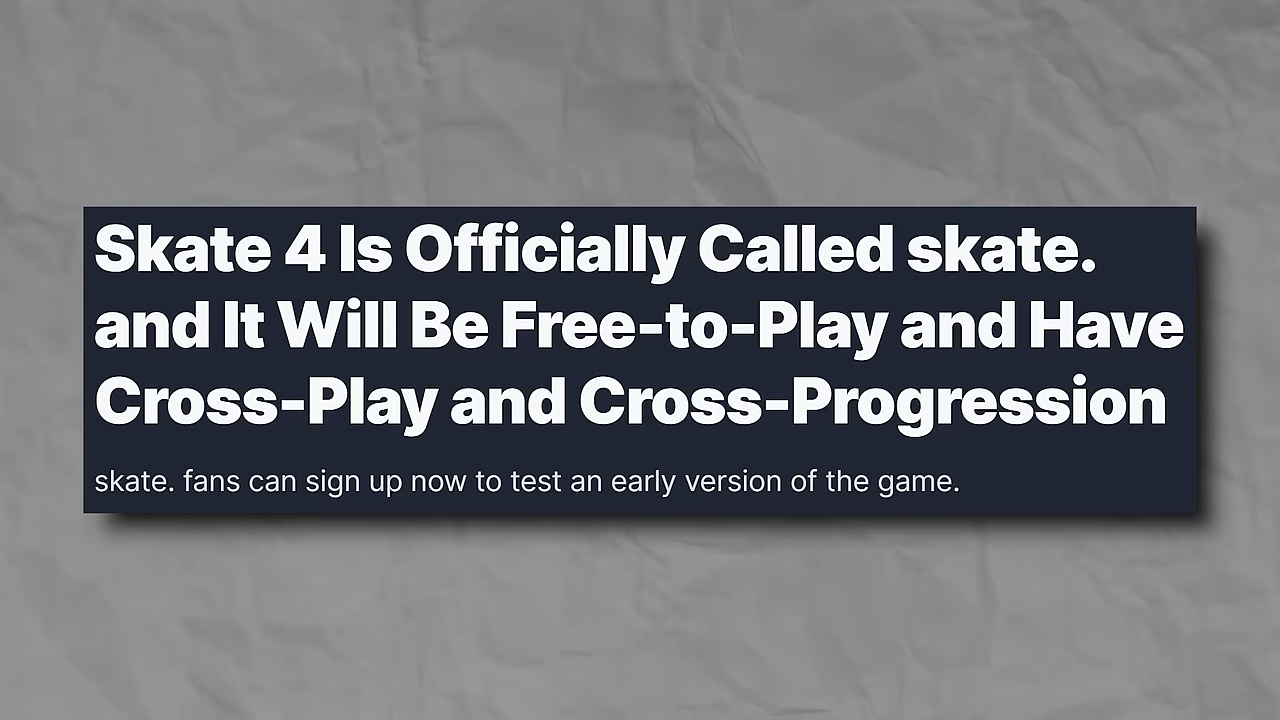 Skate 4 Is Officially Called skate.
and It Will Be Free-to-Play and Have
Cross-Play and Cross-Progression
skate. fans can sign up now to test an early version of the game.